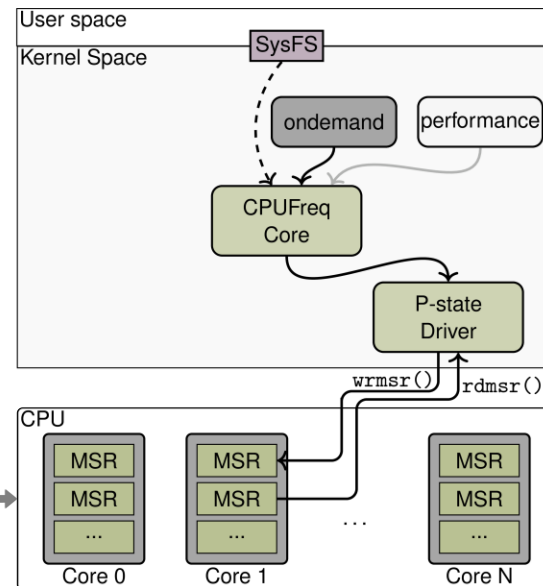 User space
SysFS
Kernel Space
ondemand
performance
CPUFreq
Core
P-state
Driver
wrmsr()
rdmsr()
CPU
MSR
MSR
MSR
MSR
MSR
MSR
...
...
...
...
Core 0
Core 1
Core N